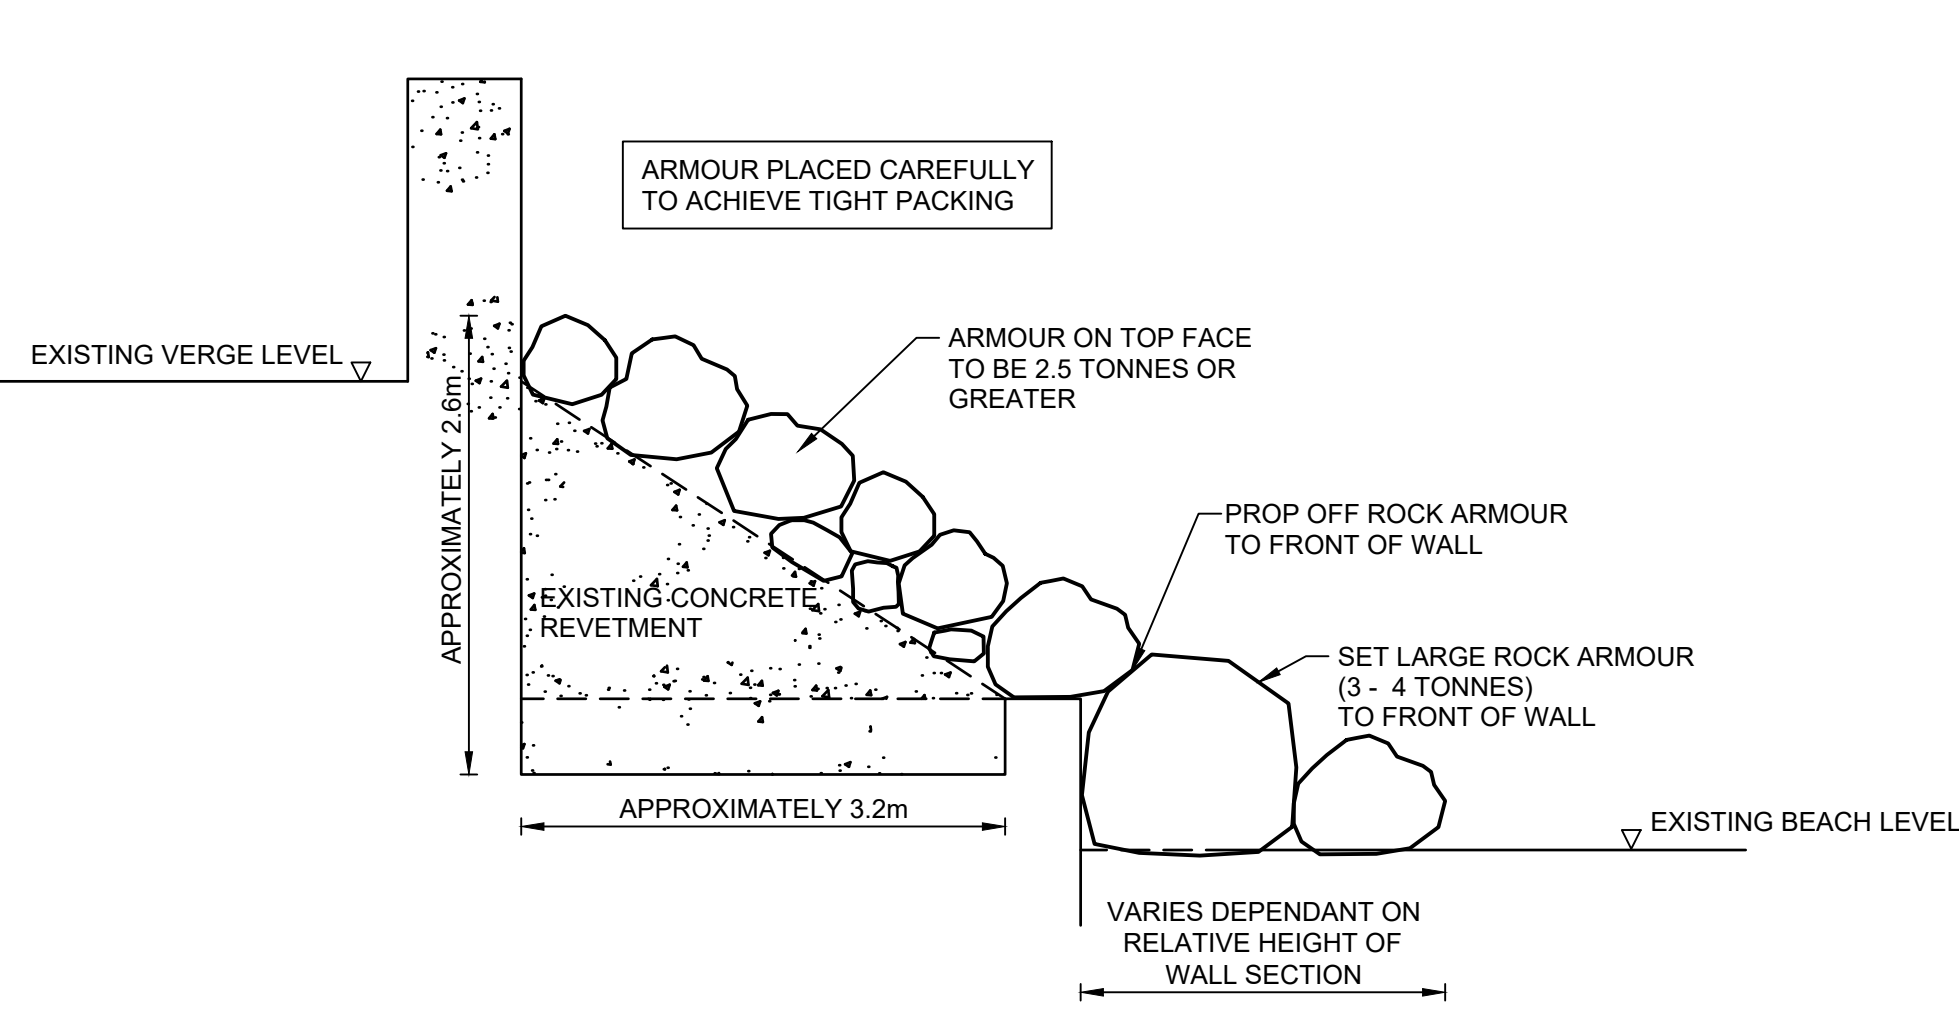 ARMOUR PLACED CAREFULLY
TO ACHIEVE TIGHT PACKING
EXISTING VERGE LEVEL
ARMOUR ON TOP FACE
TO BE 2.5 TONNES OR
GREATER
APPROXIMATELY 2.6m
PROP OFF ROCK ARMOUR
TO FRONT OF WALL
EXISTING CONCRETE
REVETMENT
SET LARGE ROCK ARMOUR
(3 - 4 TONNES)
TO FRONT OF WALL
APPROXIMATELY 3.2m
EXISTING BEACH LEVEL
VARIES DEPENDANT ON
RELATIVE HEIGHT OF
WALL SECTION